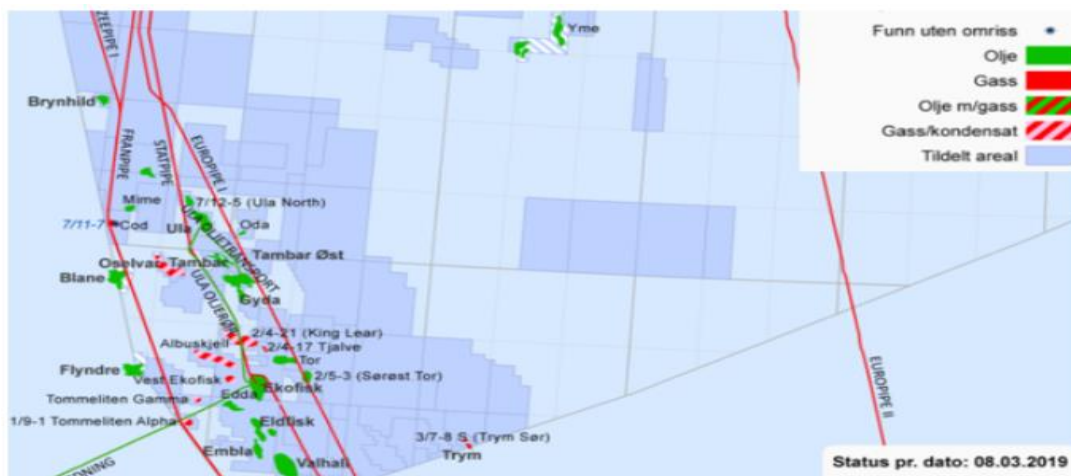 ZEEPIPE I
Yme
Funn uten omriss
Olje
Gass
Olje m/gass
Gass/kondensat
Tildelt areal
Brynhild
FRANPIPE
STATPIPE
EUROPIPE I
Mime
7/12-5 (Ula North)
7/11-7
Cod
Ula
Oda
ULA OLJETRANSPORT
Oselvar
Tambar
Tambar Øst
Blane
Gyda
ULA OLJERØR
2/4-21 (King Lear)
Albuskjell
2/4-17 Tjalve
Tor
Flyndre
2/5-3 (Sørøst Tor)
Vest Ekofisk
Ekofisk
EUROPIPE II
Tommeliten Gamma
Edda
1/9-1 Tommeliten Alpha
Eldfisk
3/7-8 S (Trym Sør)
Embla
Trym
Valhall
Status pr. dato: 08.03.2019